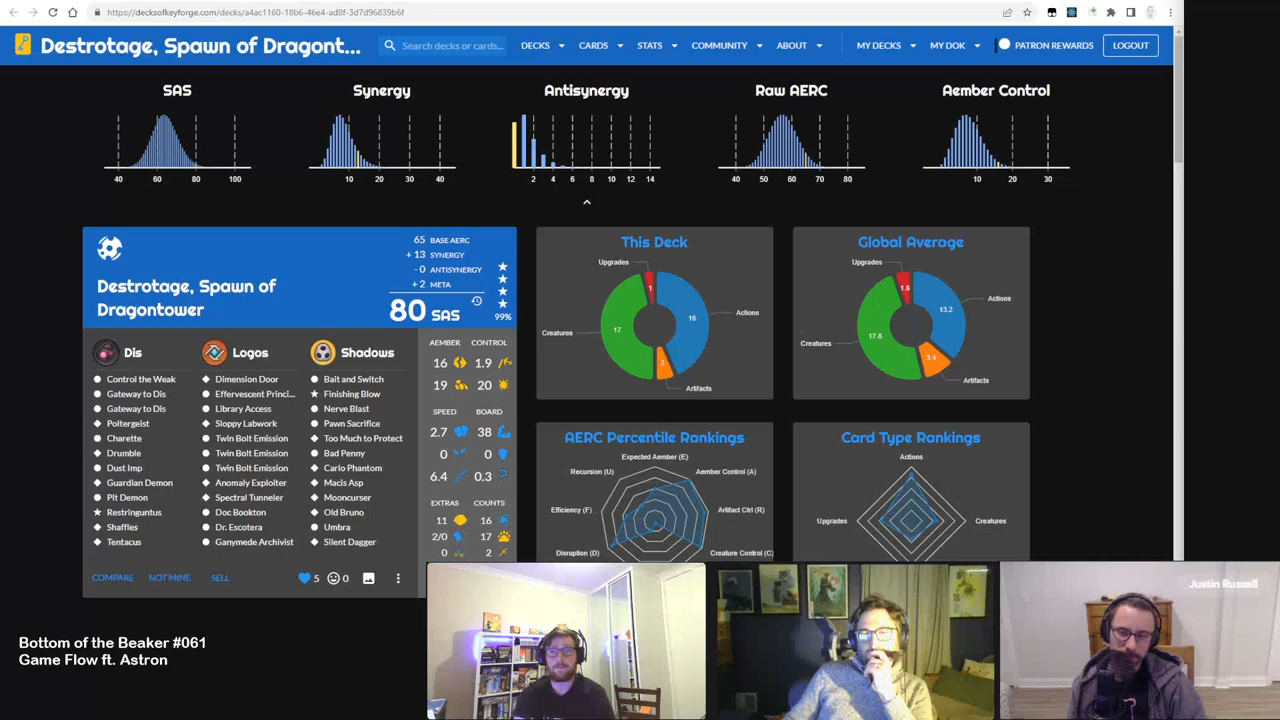 https://decksofkeyforge.com/decks/a4ac1160-18b6-46e4-ad8f-3d7d96839b6f
Destrotage, Spawn of Dragont...
Search decks or cards...
DECKS
CARDS
STATS
COMMUNITY
ABOUT
MY DECKS
MY DOK
PATRON REWARDS
LOGOUT
SAS
Synergy
Antisynergy
Raw AERC
Aember Control
40 60 80 100
10 20 30 40
2 4 6 8 10 12 14
40 50 60 70 80
10 20 30
Destrotage, Spawn of Dragontower
65 BASE AERC
+ 13 SYNERGY
- 0 ANTISYNERGY
+ 2 META
80 SAS
99%
Dis
Control the Weak
Gateway to Dis
Gateway to Dis
Poltergeist
Charette
Drumble
Dust Imp
Guardian Demon
Pit Demon
Restringuntus
Shaffles
Tentacus
Logos
Dimension Door
Effervescent Princi...
Library Access
Sloppy Labwork
Twin Bolt Emission
Twin Bolt Emission
Twin Bolt Emission
Anomaly Exploiter
Spectral Tunneler
Doc Bookton
Dr. Escotera
Ganymede Archivist
Shadows
Bait and Switch
Finishing Blow
Nerve Blast
Pawn Sacrifice
Too Much to Protect
Bad Penny
Carlo Phantom
Macis Asp
Mooncurser
Old Bruno
Umbra
Silent Dagger
AEMBER CONTROL
16 1.9
19 20
SPEED BOARD
2.7 38
0 0
6.4 0.3
EXTRAS COUNTS
11 16
2/0 17
0 2
COMPARE
NOT MINE
SELL
5
0
This Deck
Upgrades
1
Actions
16
Creatures
17
2
Artifacts
Global Average
Upgrades
1.6
Actions
13.2
Creatures
17.8
3.4
Artifacts
AERC Percentile Rankings
Expected Aember (E)
Recursion (U)
Aember Control (A)
Efficiency (F)
Artifact Ctrl (R)
Disruption (D)
Creature Control (C)
Card Type Rankings
Actions
Upgrades
Creatures
Justin Russell
Bottom of the Beaker #061
Game Flow ft. Astron